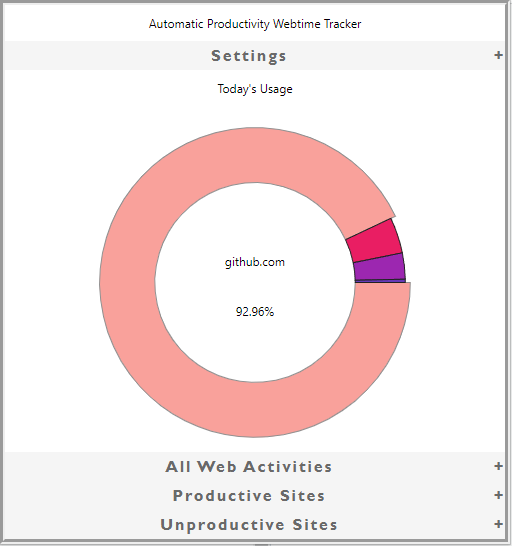 Automatic Productivity Webtime Tracker
Settings +
Today's Usage
github.com
92.96%
All Web Activities +
Productive Sites +
Unproductive Sites +